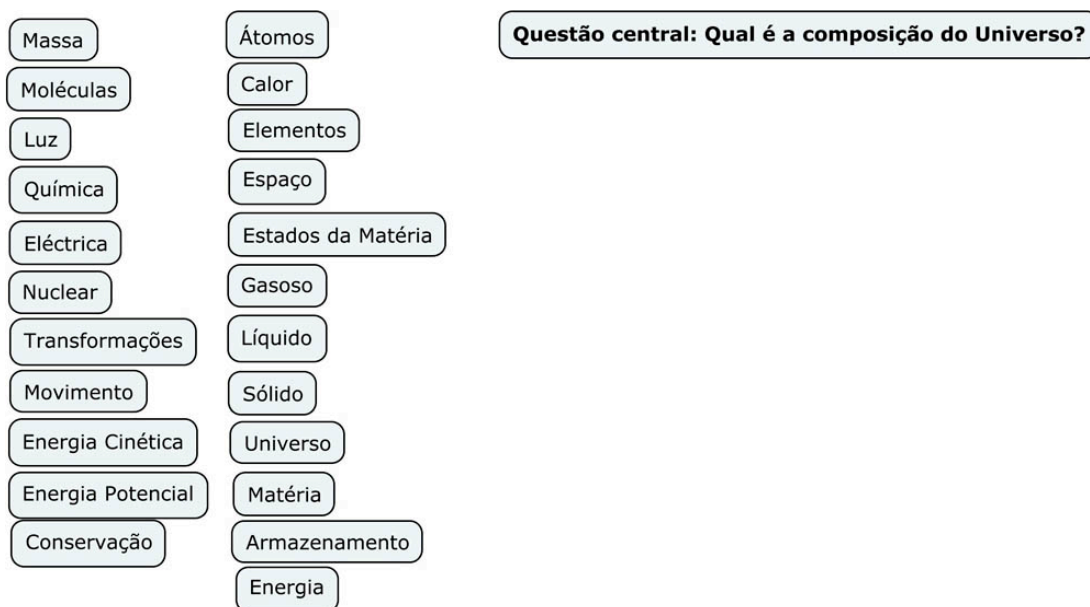 Massa
Moléculas
Luz
Química
Eléctrica
Nuclear
Transformações
Movimento
Energia Cinética
Energia Potencial
Conservação
Átomos
Calor
Elementos
Espaço
Estados da Matéria
Gasoso
Líquido
Sólido
Universo
Matéria
Armazenamento
Energia
Questão central: Qual é a composição do Universo?